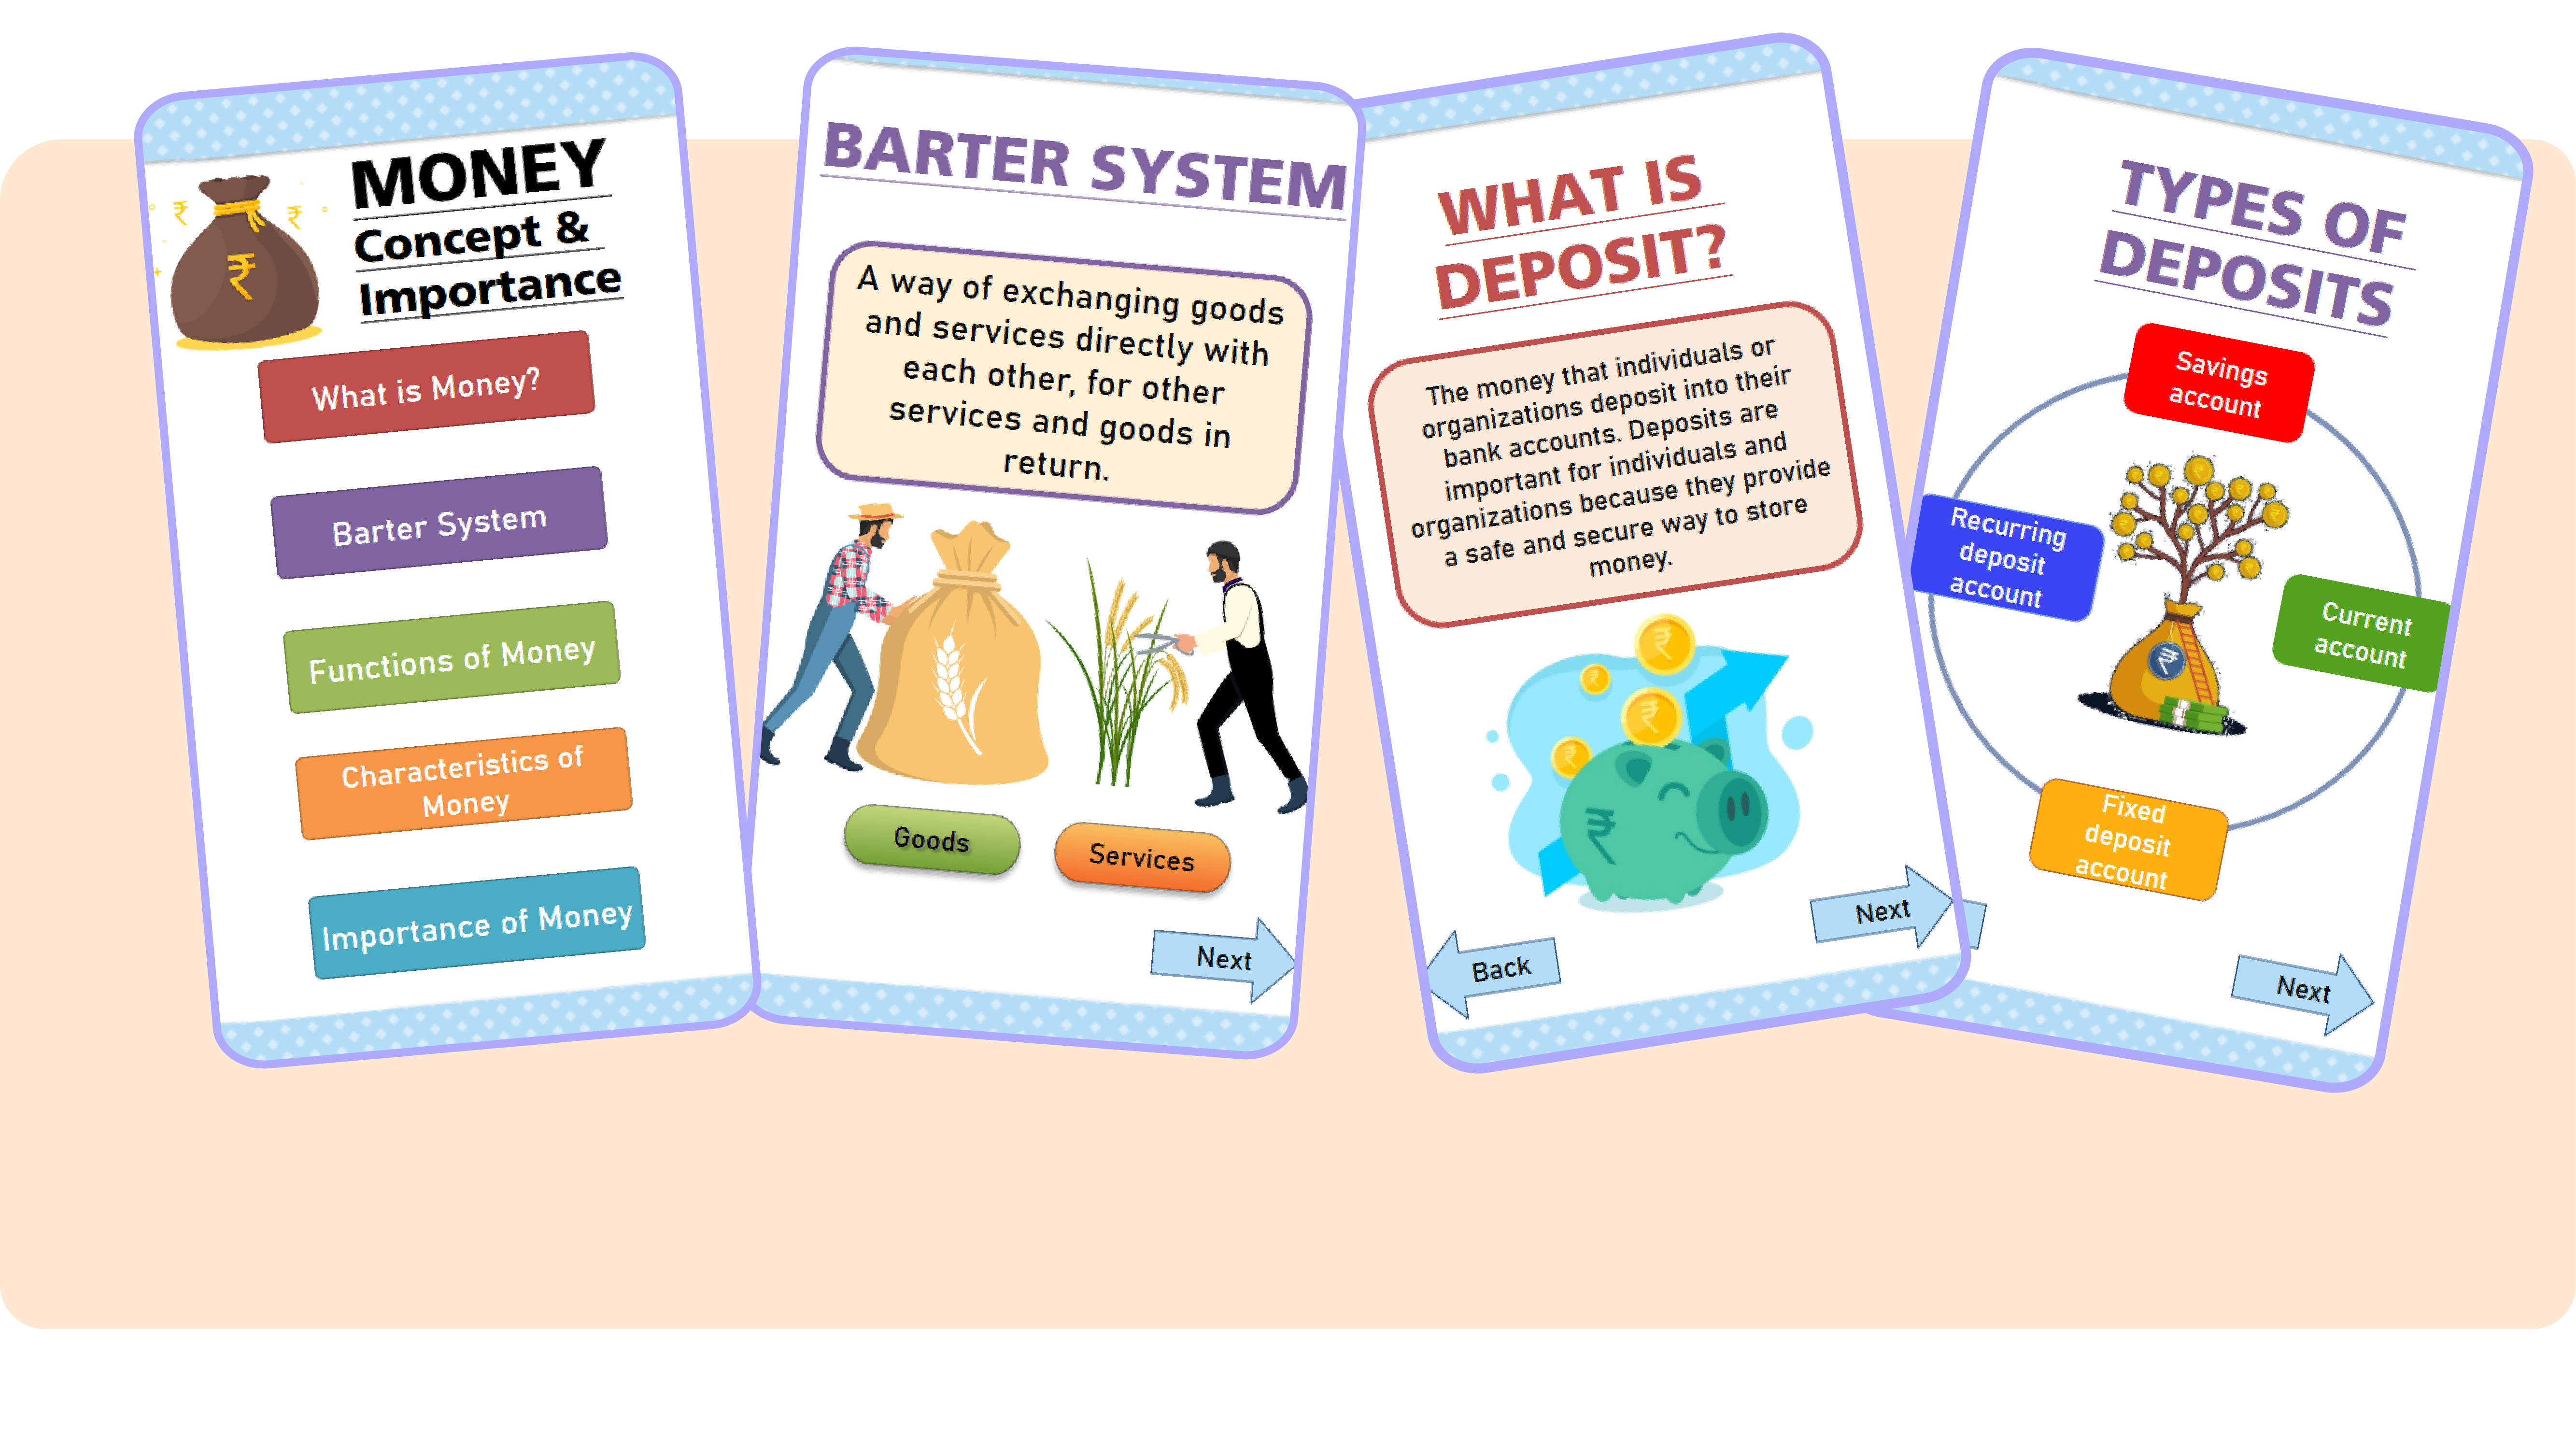 MONEY
Concept &
Importance
₹
₹
₹
What is Money?
Barter System
Functions of Money
Characteristics of
Money
Importance of Money
BARTER SYSTEM
A way of exchanging goods
and services directly with
each other, for other
services and goods in
return.
Goods
Services
Next
WHAT IS
DEPOSIT?
The money that individuals or
organizations deposit into their
bank accounts. Deposits are
important for individuals and
organizations because they provide
a safe and secure way to store
money.
₹
₹
₹
₹
₹
Back
Next
TYPES OF
DEPOSITS
Savings
account
Recurring
deposit
account
Current
account
₹
Fixed
deposit
account
Next